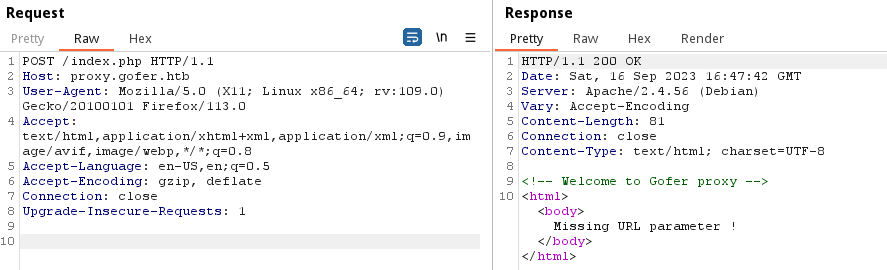 Request
Pretty Raw Hex \n
1 POST /index.php HTTP/1.1
2 Host: proxy.gofer.htb
3 User-Agent: Mozilla/5.0 (X11; Linux x86_64; rv:109.0)
Gecko/20100101 Firefox/113.0
4 Accept:
text/html,application/xhtml+xml,application/xml;q=0.9,im
age/avif,image/webp,*/*;q=0.8
5 Accept-Language: en-US,en;q=0.5
6 Accept-Encoding: gzip, deflate
7 Connection: close
8 Upgrade-Insecure-Requests: 1
9
10
Response
Pretty Raw Hex Render
1 HTTP/1.1 200 OK
2 Date: Sat, 16 Sep 2023 16:47:42 GMT
3 Server: Apache/2.4.56 (Debian)
4 Vary: Accept-Encoding
5 Content-Length: 81
6 Connection: close
7 Content-Type: text/html; charset=UTF-8
8
9 <!-- Welcome to Gofer proxy -->
10 <html>
<body>
Missing URL parameter !
</body>
</html>